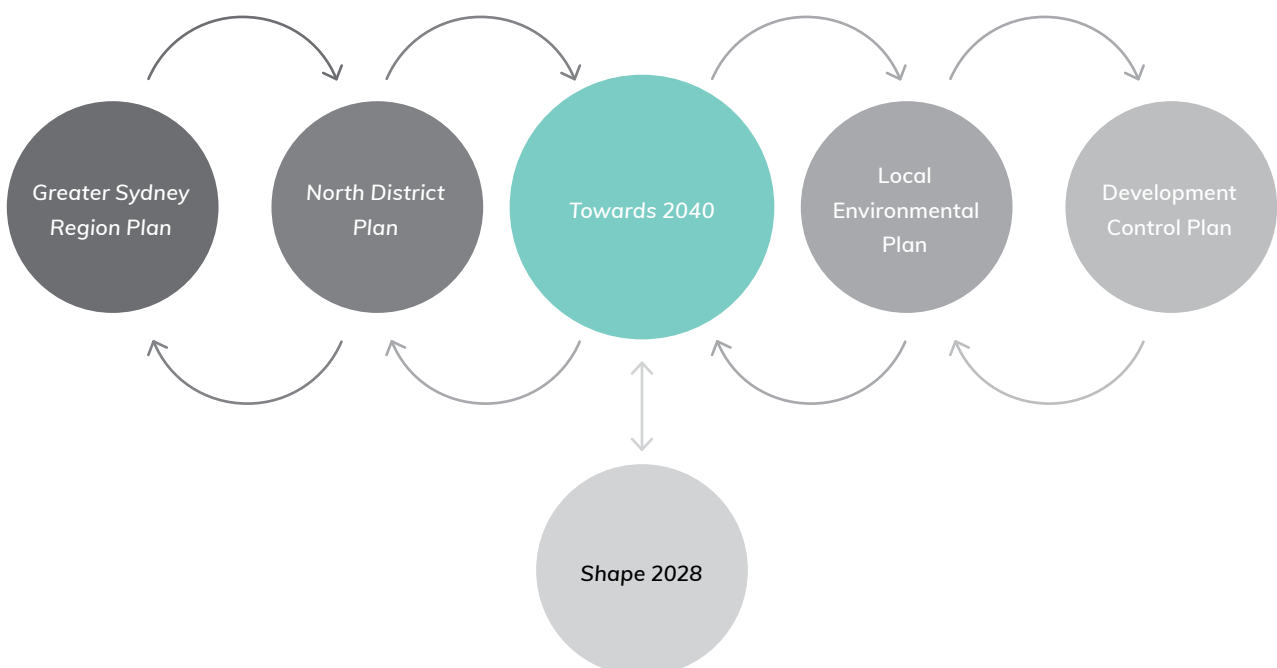 Greater Sydney
Region Plan
North District
Plan
Towards 2040
Local
Environmental
Plan
Development
Control Plan
Shape 2028